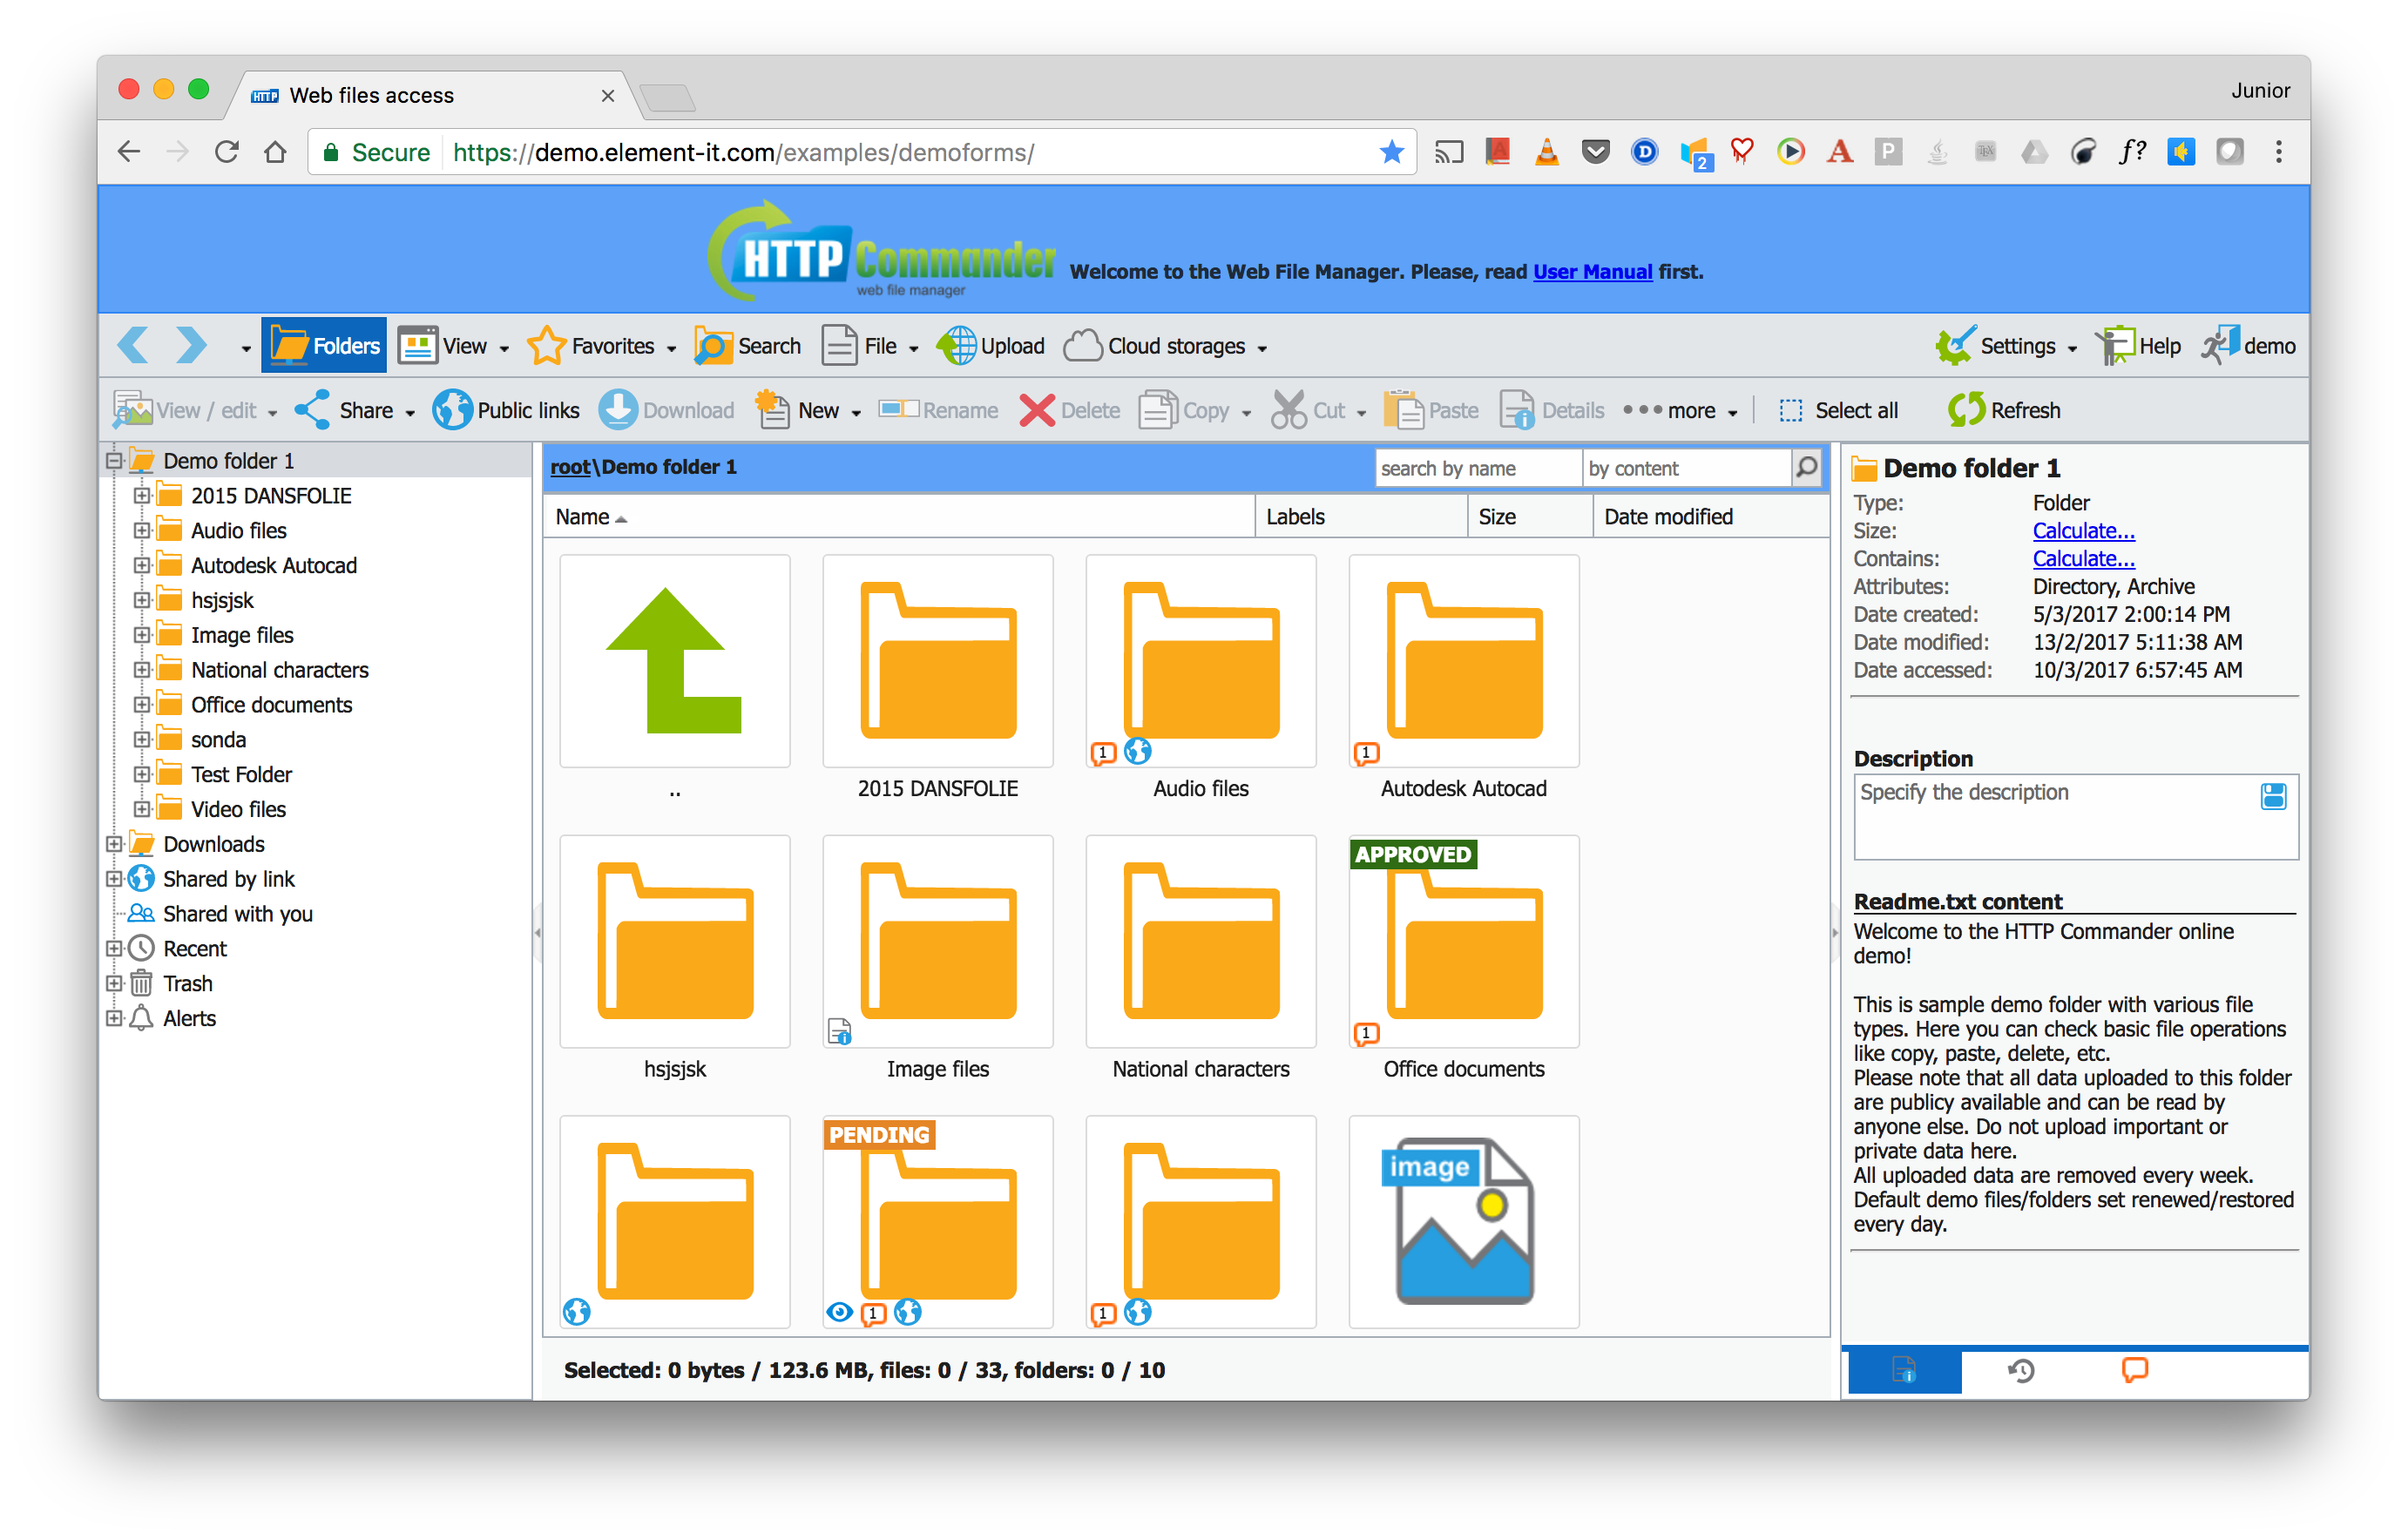 HTTP Web files access
Junior
Secure https://demo.element-it.com/examples/demoforms/
2 D A P f?
HTTP Commander
web file manager
Welcome to the Web File Manager. Please, read User Manual first.
Folders View Favorites Search File Upload Cloud storages Settings Help demo
View / edit Share Public links Download New Rename Delete Copy Cut Paste Details more Select all Refresh
Demo folder 1
2015 DANSFOLIE
Audio files
Autodesk Autocad
hsjsjsk
Image files
National characters
Office documents
sonda
Test Folder
Video files
Downloads
Shared by link
Shared with you
Recent
Trash
Alerts
root\Demo folder 1
search by name by content
Name Labels Size Date modified
1 1
.. 2015 DANSFOLIE Audio files Autodesk Autocad
APPROVED
1
hsjsjsk Image files National characters Office documents
PENDING
image
1 1
Selected: 0 bytes / 123.6 MB, files: 0 / 33, folders: 0 / 10
Demo folder 1
Type: Folder
Size: Calculate...
Contains: Calculate...
Attributes: Directory, Archive
Date created: 5/3/2017 2:00:14 PM
Date modified: 13/2/2017 5:11:38 AM
Date accessed: 10/3/2017 6:57:45 AM
Description
Specify the description
Readme.txt content
Welcome to the HTTP Commander online
demo!
This is sample demo folder with various file
types. Here you can check basic file operations
like copy, paste, delete, etc.
Please note that all data uploaded to this folder
are publicy available and can be read by
anyone else. Do not upload important or
private data here.
All uploaded data are removed every week.
Default demo files/folders set renewed/restored
every day.